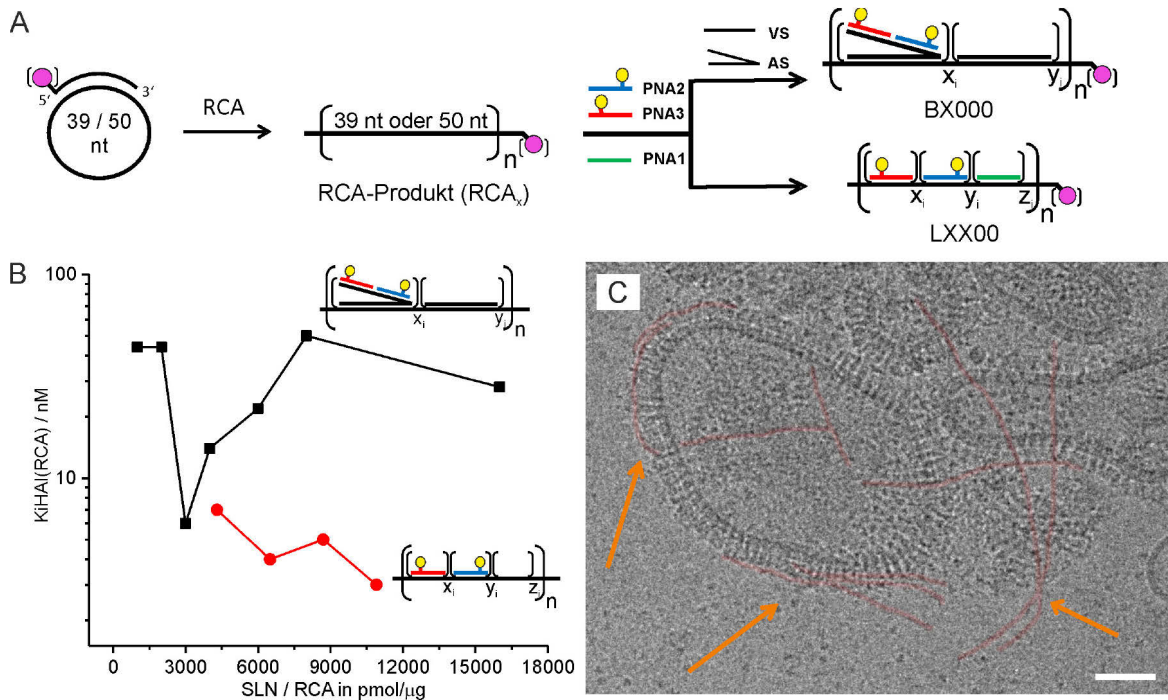 A
5‘
3‘
39 / 50
nt
RCA
39 nt oder 50 nt
n
RCA-Produkt (RCAₓ)
VS
AS
PNA2
PNA3
PNA1
xᵢ
yᵢ
n
BX000
xᵢ
yᵢ
zᵢ
n
LXX00
B
KiHAI(RCA) / nM
100
10
0 3000 6000 9000 12000 15000 18000
SLN / RCA in pmol/µg
xᵢ
yᵢ
n
xᵢ
yᵢ
zᵢ
n
C